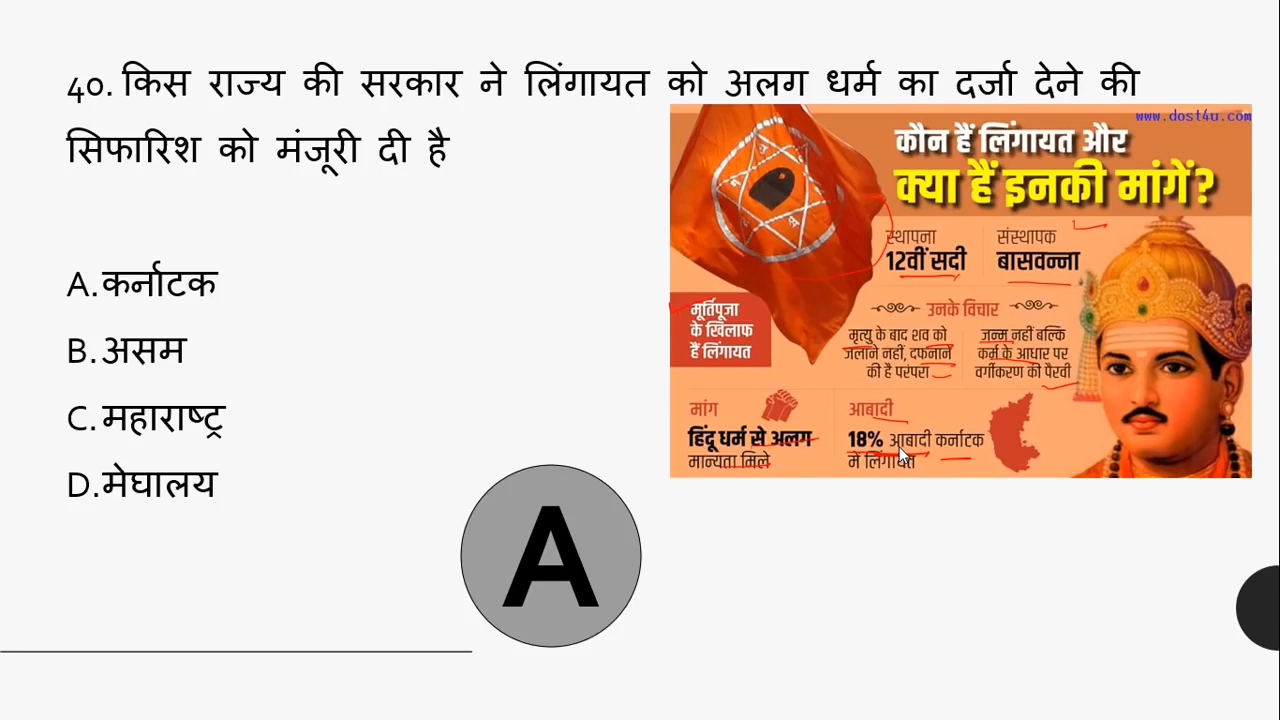 40. किस राज्य की सरकार ने लिंगायत को अलग धर्म का दर्जा देने की
सिफारिश को मंजूरी दी है
A. कर्नाटक
B. असम
C. महाराष्ट्र
D. मेघालय
A
www.dost4u.com
कौन हैं लिंगायत और
क्या हैं इनकी मांगें?
स्थापना
12वीं सदी
संस्थापक
बासवन्ना
मूर्तिपूजा
के खिलाफ
हैं लिंगायत
उनके विचार
मृत्यु के बाद शव को
जलाने नहीं, दफनाने
की है परंपरा
जन्म नहीं बल्कि
कर्म के आधार पर
वर्गीकरण की पैरवी
मांग
हिंदू धर्म से अलग
मान्यता मिले
आबादी
18% आबादी कर्नाटक
में लिंगायत